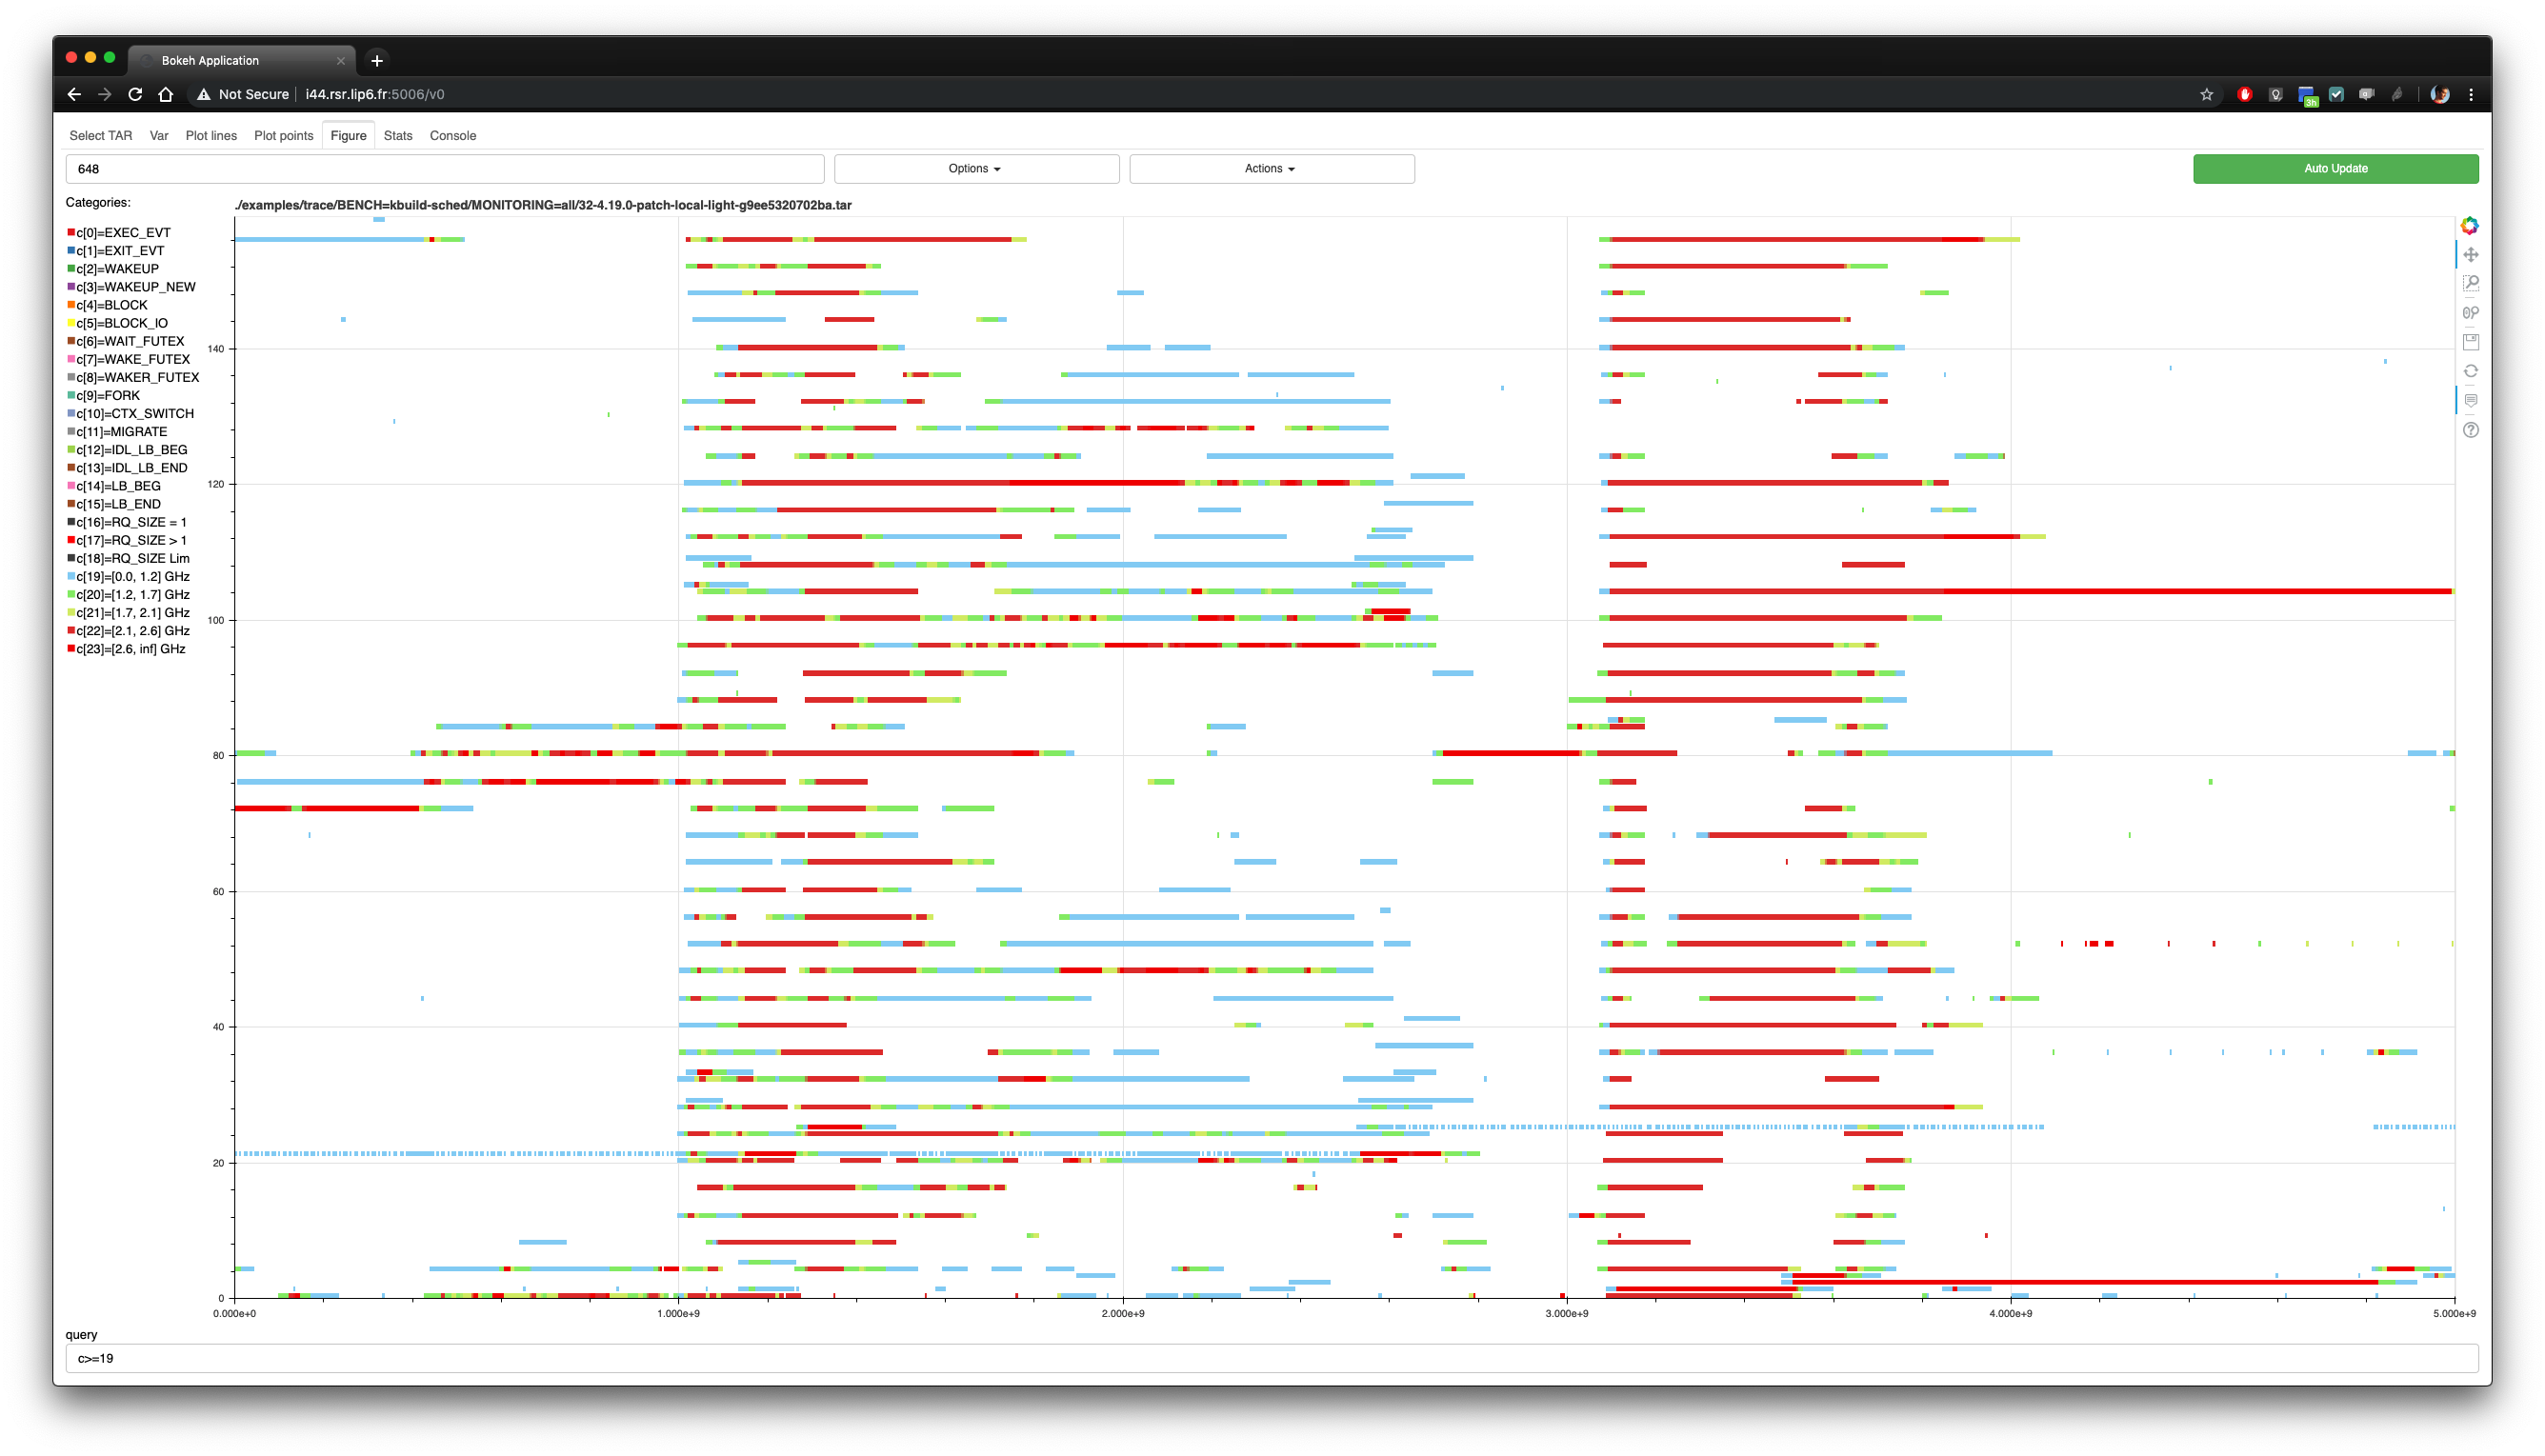 Bokeh Application
Not Secure i44.rsr.lip6.fr:5006/v0
3h
Select TAR Var Plot lines Plot points Figure Stats Console
648 Options Actions Auto Update
Categories:
./examples/trace/BENCH=kbuild-sched/MONITORING=all/32-4.19.0-patch-local-light-g9ee5320702ba.tar
c[0]=EXEC_EVT
c[1]=EXIT_EVT
c[2]=WAKEUP
c[3]=WAKEUP_NEW
c[4]=BLOCK
c[5]=BLOCK_IO
c[6]=WAIT_FUTEX
c[7]=WAKE_FUTEX
c[8]=WAKER_FUTEX
c[9]=FORK
c[10]=CTX_SWITCH
c[11]=MIGRATE
c[12]=IDL_LB_BEG
c[13]=IDL_LB_END
c[14]=LB_BEG
c[15]=LB_END
c[16]=RQ_SIZE = 1
c[17]=RQ_SIZE > 1
c[18]=RQ_SIZE Lim
c[19]=[0.0, 1.2] GHz
c[20]=[1.2, 1.7] GHz
c[21]=[1.7, 2.1] GHz
c[22]=[2.1, 2.6] GHz
c[23]=[2.6, inf] GHz
140
120
100
80
60
40
20
0
0.000e+0 1.000e+9 2.000e+9 3.000e+9 4.000e+9 5.000e+9
query
c>=19